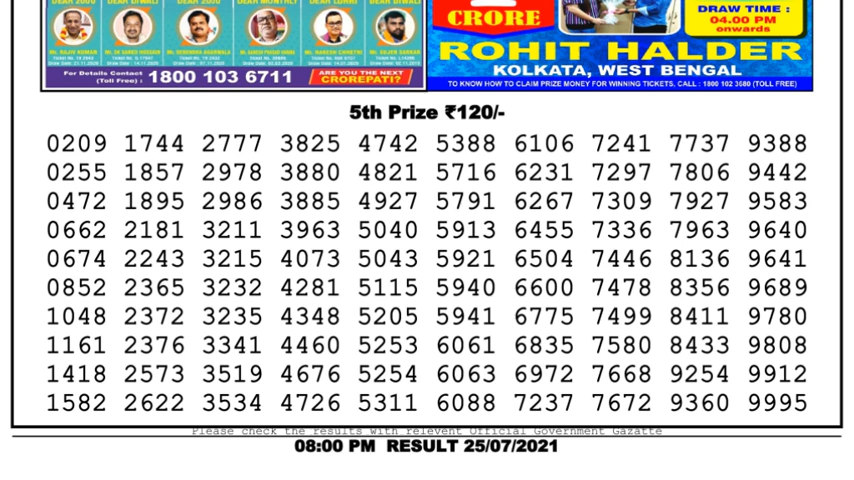 CRORE
DRAW TIME :
04.00 PM
onwards
ROHIT HALDER
KOLKATA, WEST BENGAL
TO KNOW HOW TO CLAIM PRIZE MONEY FOR WINNING TICKETS, CALL : 1800 102 3680 (TOLL FREE)
For Details Contact
(Toll Free) : 1800 103 6711
ARE YOU THE NEXT
CROREPATI?
5th Prize ₹120/-
0209 1744 2777 3825 4742 5388 6106 7241 7737 9388
0255 1857 2978 3880 4821 5716 6231 7297 7806 9442
0472 1895 2986 3885 4927 5791 6267 7309 7927 9583
0662 2181 3211 3963 5040 5913 6455 7336 7963 9640
0674 2243 3215 4073 5043 5921 6504 7446 8136 9641
0852 2365 3232 4281 5115 5940 6600 7478 8356 9689
1048 2372 3235 4348 5205 5941 6775 7499 8411 9780
1161 2376 3341 4460 5253 6061 6835 7580 8433 9808
1418 2573 3519 4676 5254 6063 6972 7668 9254 9912
1582 2622 3534 4726 5311 6088 7237 7672 9360 9995
Please check the results with relevent Official Government Gazatte
08:00 PM RESULT 25/07/2021